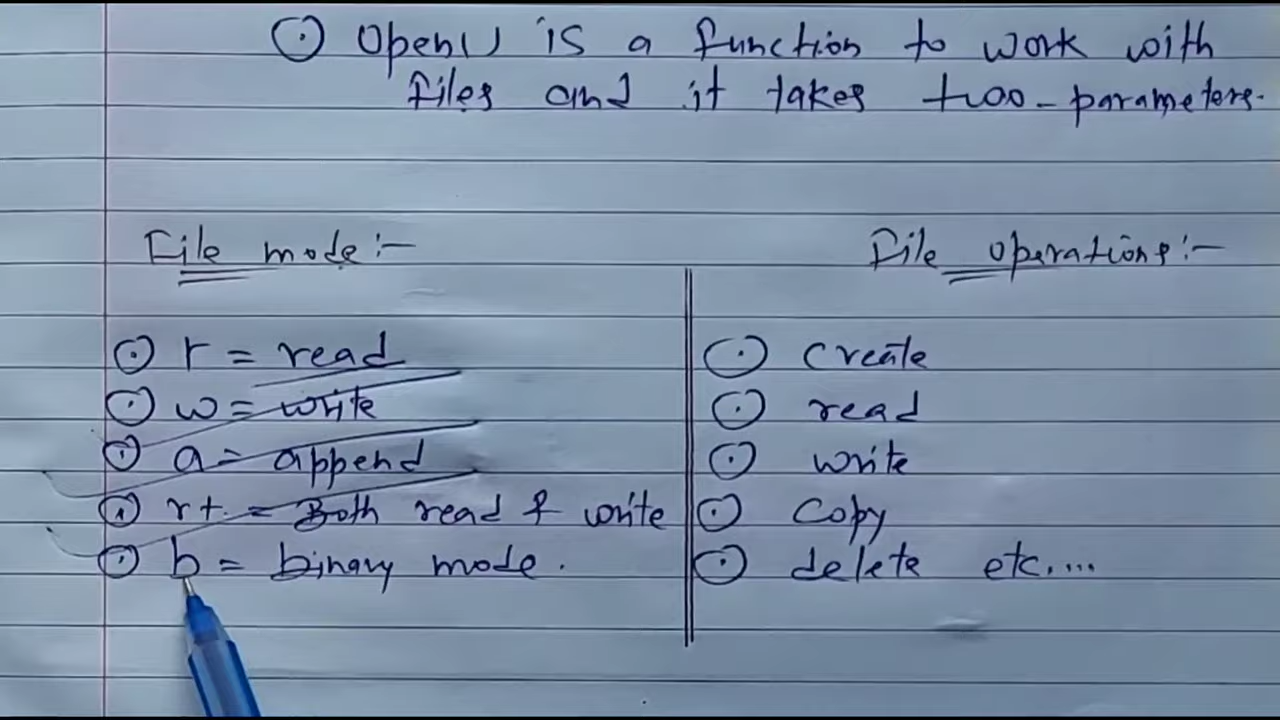 ⊙ Open() is a function to work with
files and it takes two-parameters.
File mode:-
⊙ r = read
⊙ w = write
⊙ a = append
⊙ r+ = Both read & write
⊙ b = binary mode.
File operations:-
⊙ create
⊙ read
⊙ write
⊙ copy
⊙ delete etc....